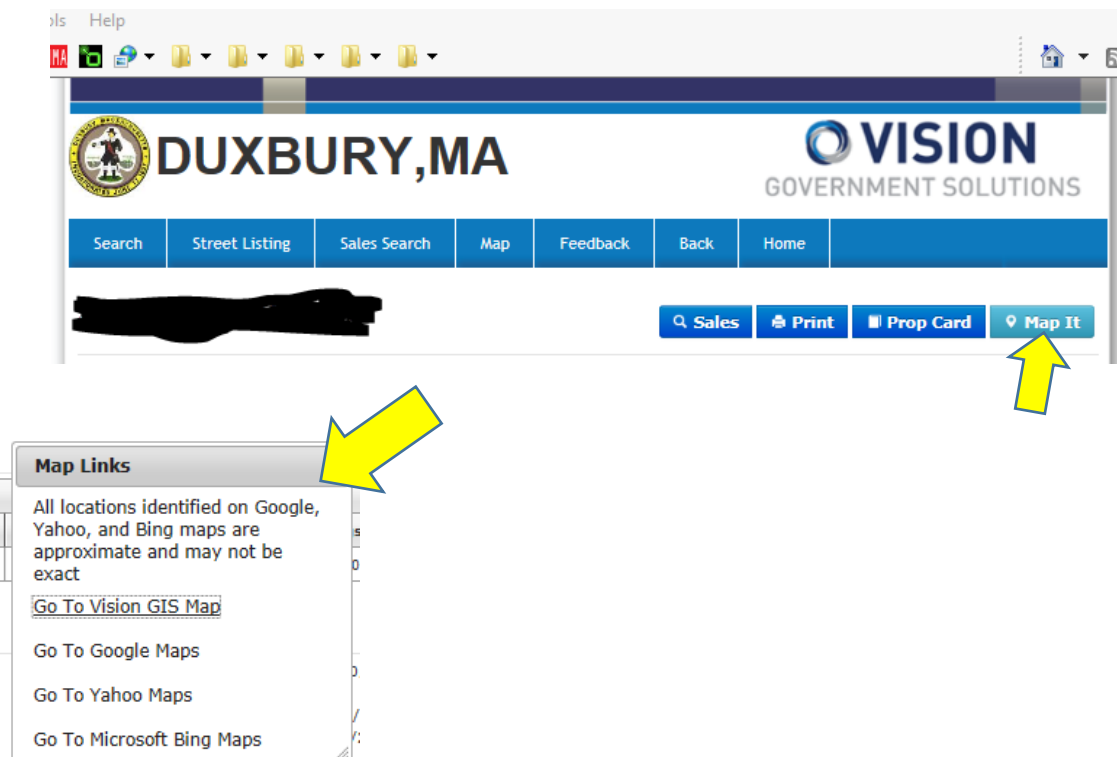 Help
MA
DUXBURY,MA
VISION
GOVERNMENT SOLUTIONS
Search Street Listing Sales Search Map Feedback Back Home
Sales Print Prop Card Map It
Map Links
All locations identified on Google,
Yahoo, and Bing maps are
approximate and may not be
exact
Go To Vision GIS Map
Go To Google Maps
Go To Yahoo Maps
Go To Microsoft Bing Maps